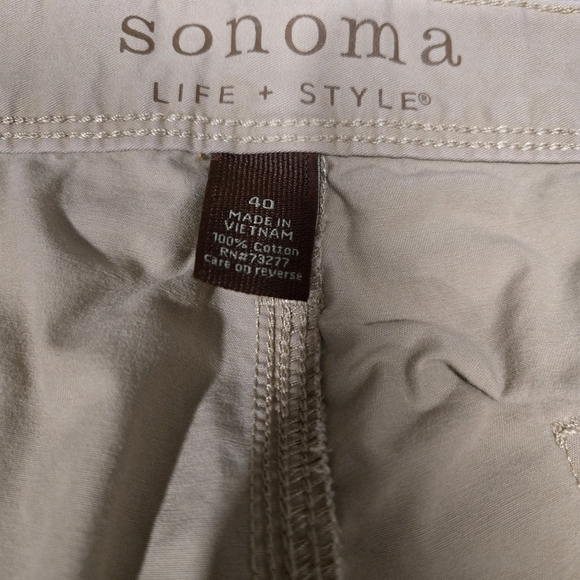 sonoma
LIFE + STYLE®
40
MADE IN
VIETNAM
100% Cotton
RN#73277
care on reverse